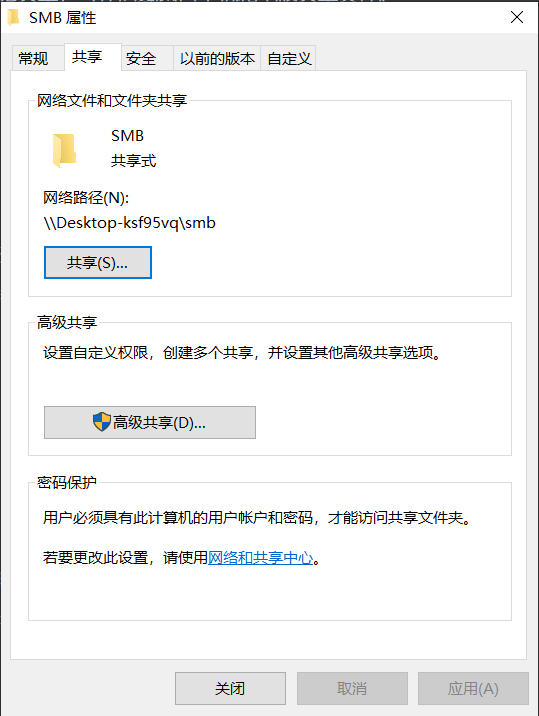 SMB 属性
常规 共享 安全 以前的版本 自定义
网络文件和文件夹共享
SMB
共享式
网络路径(N):
\\Desktop-ksf95vq\smb
共享(S)...
高级共享
设置自定义权限，创建多个共享，并设置其他高级共享选项。
高级共享(D)...
密码保护
用户必须具有此计算机的用户帐户和密码，才能访问共享文件夹。
若要更改此设置，请使用网络和共享中心。
关闭 取消 应用(A)